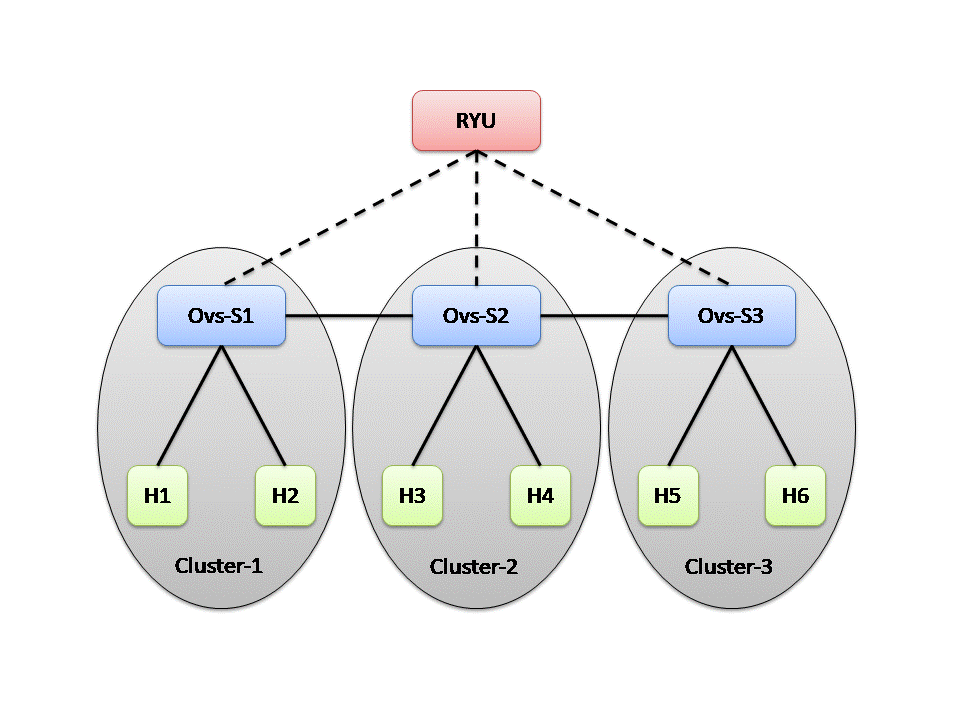 RYU
Ovs-S1
Ovs-S2
Ovs-S3
H1
H2
H3
H4
H5
H6
Cluster-1
Cluster-2
Cluster-3